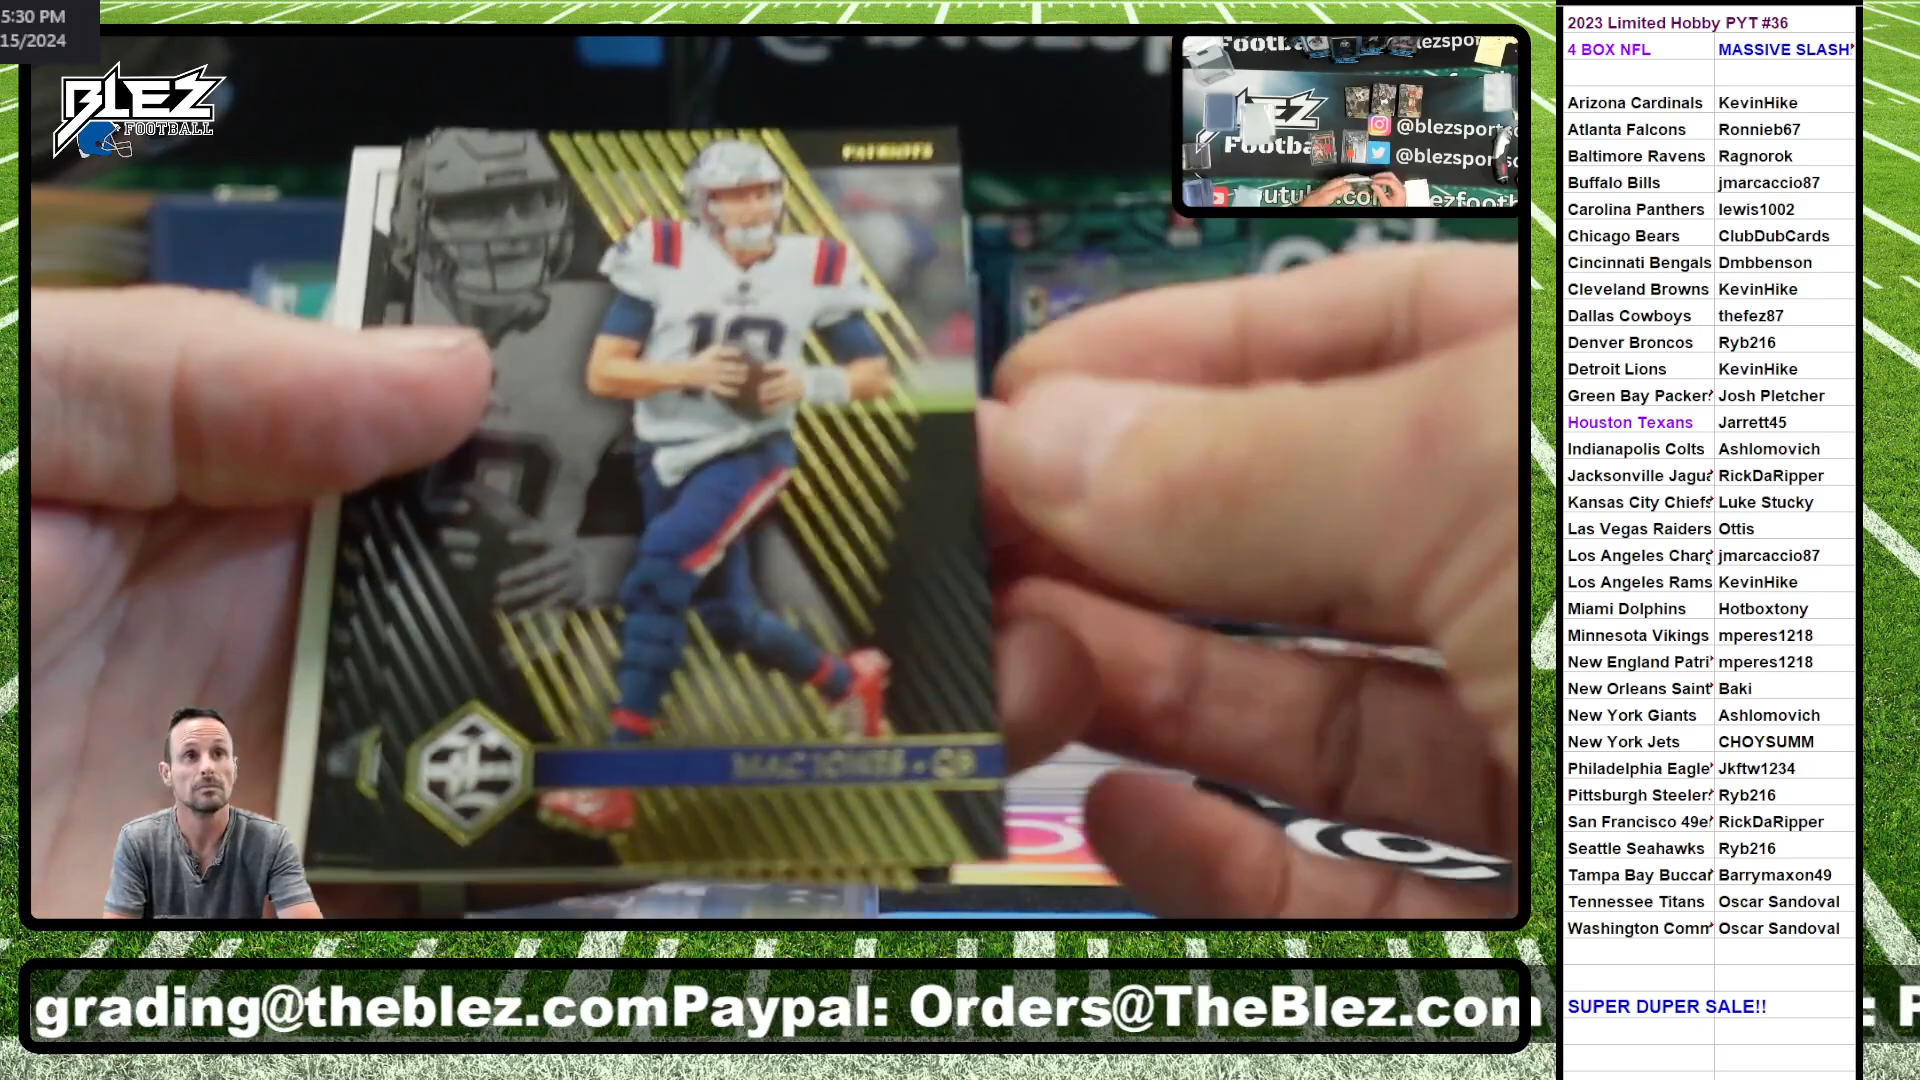 5:30 PM
15/2024
BLEZ
FOOTBALL
PATRIOTS
10
MAC JONES • QB
BLEZ
Footba
@blezsport
@blezspor
2023 Limited Hobby PYT #36
4 BOX NFL MASSIVE SLASH
Arizona Cardinals KevinHike
Atlanta Falcons Ronnieb67
Baltimore Ravens Ragnorok
Buffalo Bills jmarcaccio87
Carolina Panthers lewis1002
Chicago Bears ClubDubCards
Cincinnati Bengals Dmbbenson
Cleveland Browns KevinHike
Dallas Cowboys thefez87
Denver Broncos Ryb216
Detroit Lions KevinHike
Green Bay Packer Josh Pletcher
Houston Texans Jarrett45
Indianapolis Colts Ashlomovich
Jacksonville Jagua RickDaRipper
Kansas City Chiefs Luke Stucky
Las Vegas Raiders Ottis
Los Angeles Charg jmarcaccio87
Los Angeles Rams KevinHike
Miami Dolphins Hotboxtony
Minnesota Vikings mperes1218
New England Patri mperes1218
New Orleans Saint Baki
New York Giants Ashlomovich
New York Jets CHOYSUMM
Philadelphia Eagle Jkftw1234
Pittsburgh Steeler Ryb216
San Francisco 49e RickDaRipper
Seattle Seahawks Ryb216
Tampa Bay Buccan Barrymaxon49
Tennessee Titans Oscar Sandoval
Washington Comm Oscar Sandoval
SUPER DUPER SALE!!
grading@theblez.comPaypal: Orders@TheBlez.com